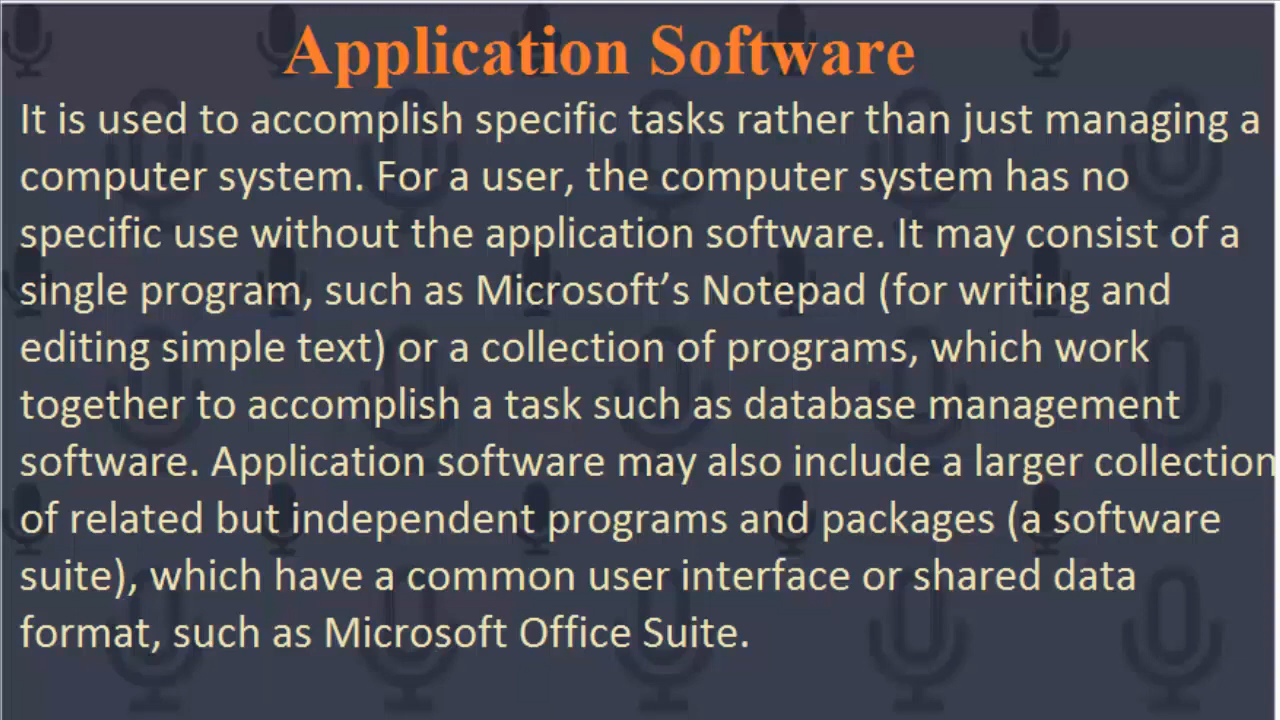 Application Software
It is used to accomplish specific tasks rather than just managing a
computer system. For a user, the computer system has no
specific use without the application software. It may consist of a
single program, such as Microsoft’s Notepad (for writing and
editing simple text) or a collection of programs, which work
together to accomplish a task such as database management
software. Application software may also include a larger collection
of related but independent programs and packages (a software
suite), which have a common user interface or shared data
format, such as Microsoft Office Suite.